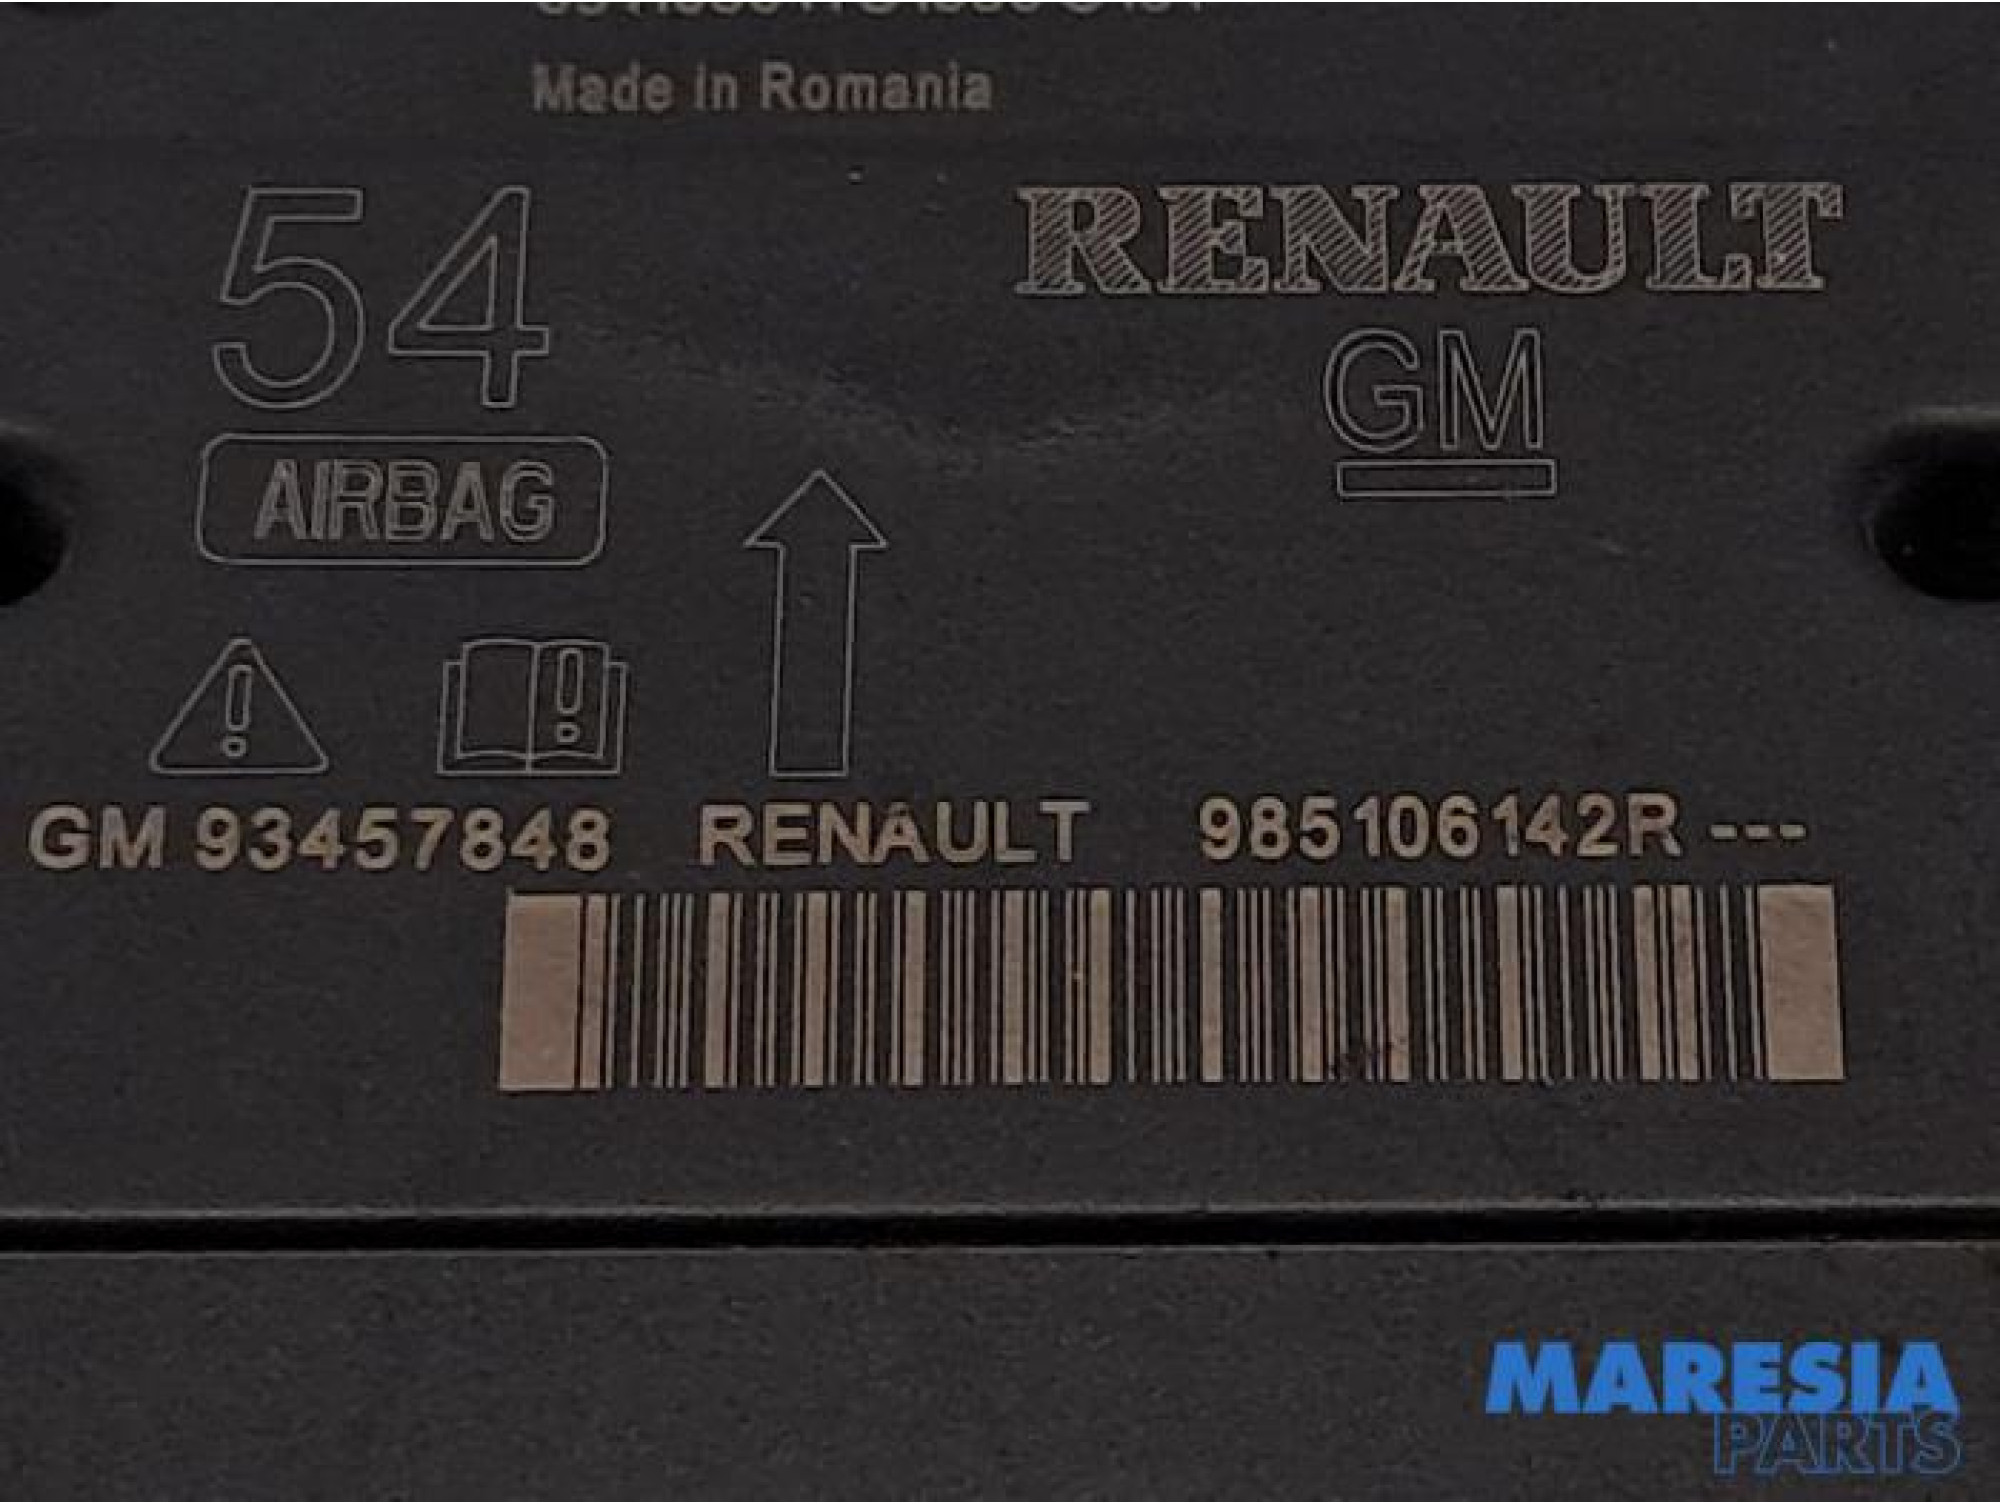 Made in Romania
54
RENAULT
GM
AIRBAG
GM 93457848 RENAULT 985106142R ---
MARESIA
PARTS